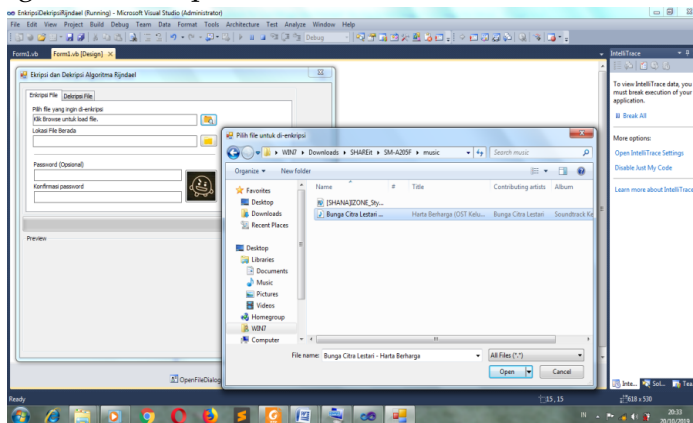 EnkripsiDekripsiRijndael (Running) - Microsoft Visual Studio (Administrator)
File Edit View Project Build Debug Team Data Format Tools Architecture Test Analyze Window Help
Debug
Form1.vb Form1.vb [Design] ×
IntelliTrace
Ekripsi dan Dekripsi Algoritma Rijndael
Enkripsi File Dekripsi File
Pilih file yang ingin di-enkripsi
Klik Browse untuk load file.
Lokasi File Berada
Password (Opsional)
Konfirmasi password
Preview
OpenFileDialog
Pilih file untuk di-enkripsi
WIN7 Downloads SHAREit SM-A205F music
Search music
Organize New folder
Favorites
Desktop
Downloads
Recent Places
Desktop
Libraries
Documents
Music
Pictures
Videos
Homegroup
WIN7
Computer
Name # Title Contributing artists Album
[SHANA]IZONE_Sty...
Bunga Citra Lestari ... Harta Berharga (OST Kelu... Bunga Citra Lestari Soundtrack Ke
File name: Bunga Citra Lestari - Harta Berharga
All Files (*.*)
Open Cancel
To view IntelliTrace data, you
must break execution of your
application.
Break All
More options:
Open IntelliTrace Settings
Disable Just My Code
Learn more about IntelliTrace
Inte... Sol... Tea
Ready
15 , 15
818 x 530
IN
20:33
20/10/2019